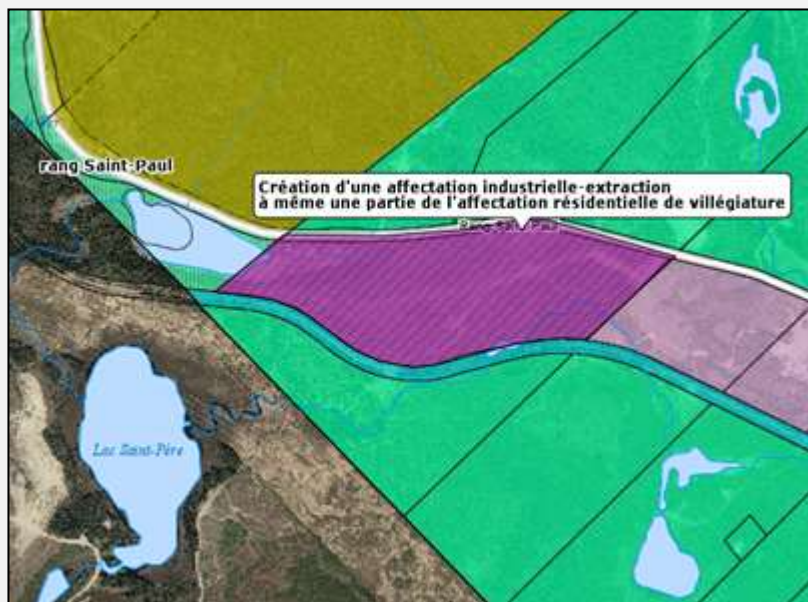 rang Saint-Paul
Création d'une affectation industrielle-extraction
à même une partie de l'affectation résidentielle de villégiature
Lac Saint-Père